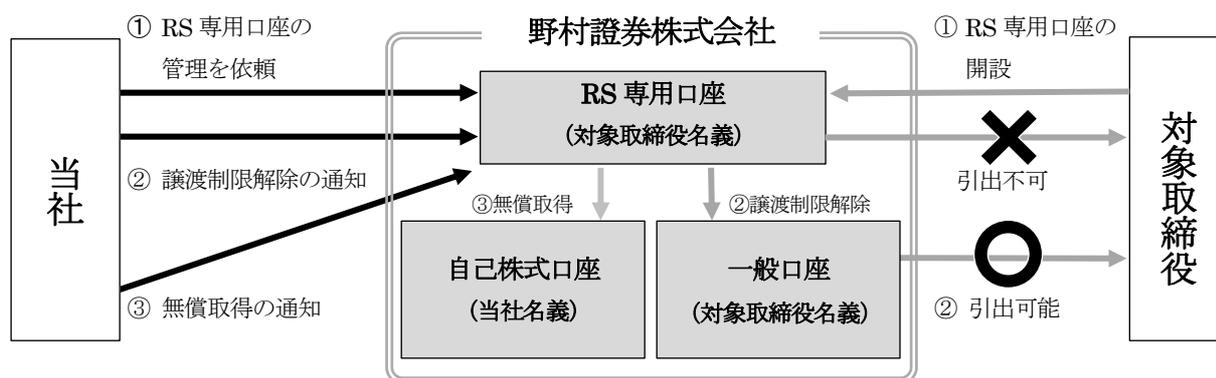 当社
① RS 専用口座の
管理を依頼
② 譲渡制限解除の通知
③ 無償取得の通知
野村證券株式会社
RS 専用口座
(対象取締役名義)
③無償取得
②譲渡制限解除
自己株式口座
(当社名義)
一般口座
(対象取締役名義)
① RS 専用口座の
開設
引出不可
② 引出可能
対象取締役